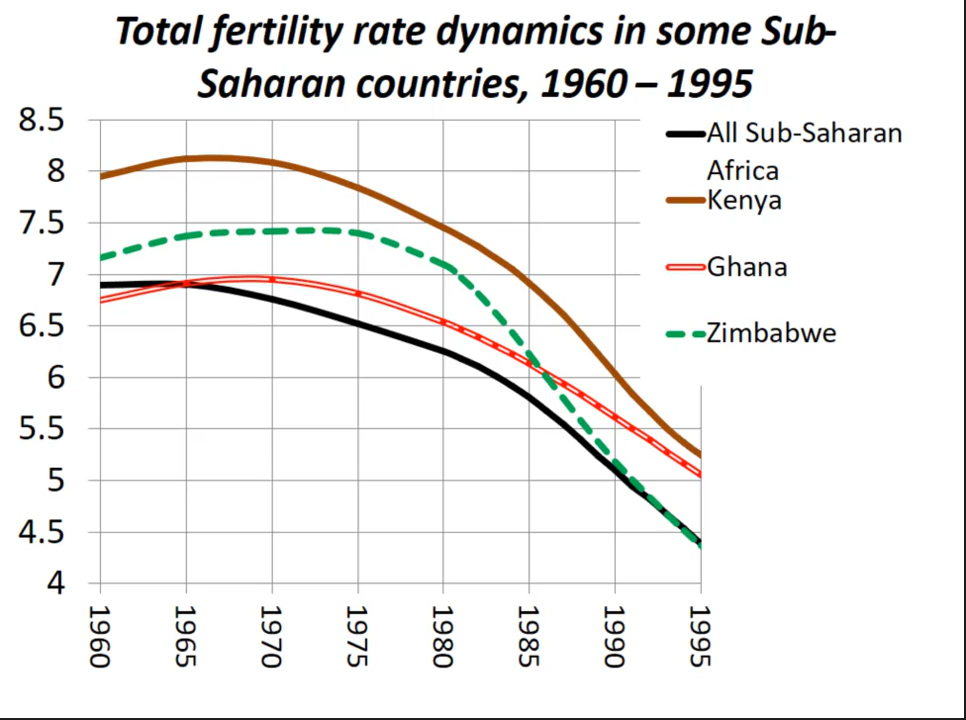 Total fertility rate dynamics in some Sub-
Saharan countries, 1960 – 1995
8.5
8
7.5
7
6.5
6
5.5
5
4.5
4
1960
1965
1970
1975
1980
1985
1990
1995
All Sub-Saharan
Africa
Kenya
Ghana
Zimbabwe